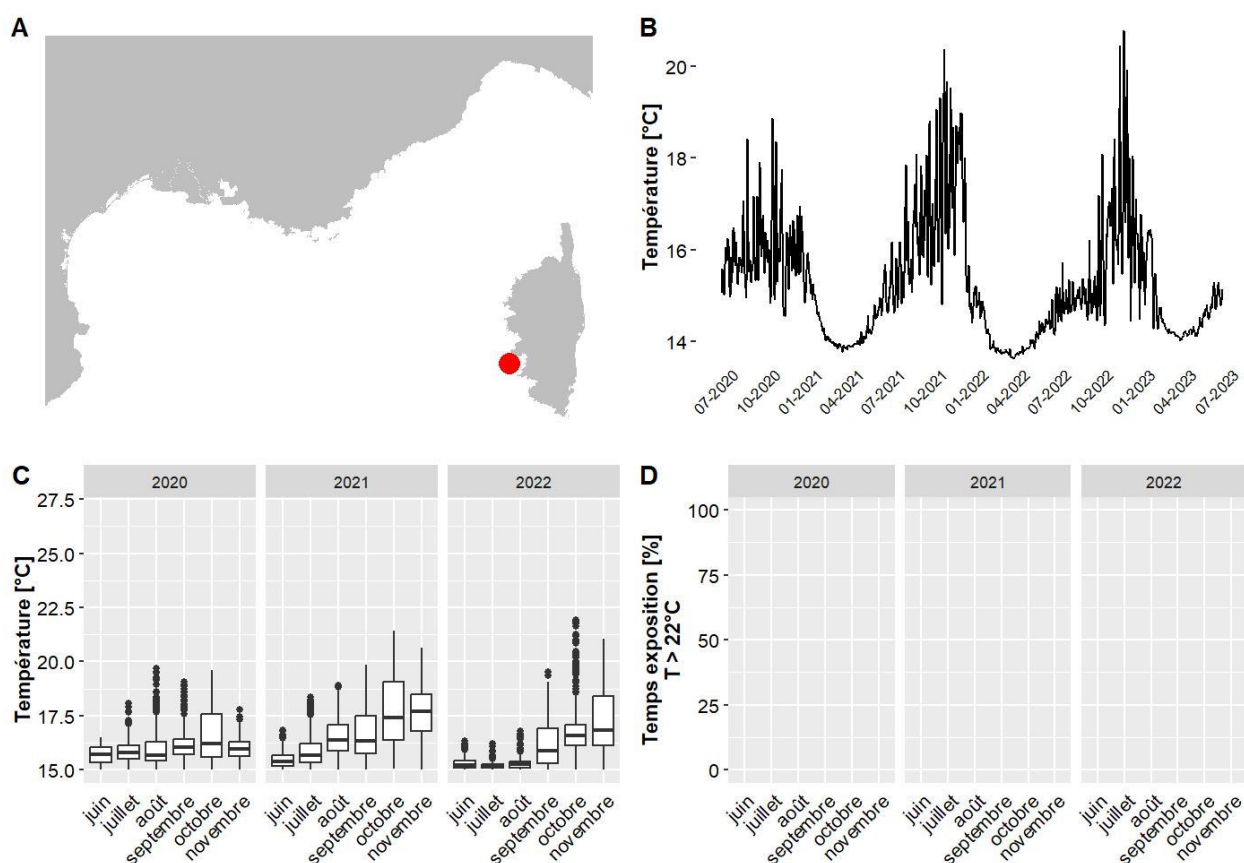 A
B
Température [°C]
20
18
16
14
07-2020
10-2020
01-2021
04-2021
07-2021
10-2021
01-2022
04-2022
07-2022
10-2022
01-2023
04-2023
07-2023
C
2020
2021
2022
Température [°C]
27.5
25.0
22.5
20.0
17.5
15.0
juin
juillet
août
septembre
octobre
novembre
juin
juillet
août
septembre
octobre
novembre
juin
juillet
août
septembre
octobre
novembre
D
2020
2021
2022
Temps exposition [%]
T > 22°C
100
75
50
25
0
juin
juillet
août
septembre
octobre
novembre
juin
juillet
août
septembre
octobre
novembre
juin
juillet
août
septembre
octobre
novembre